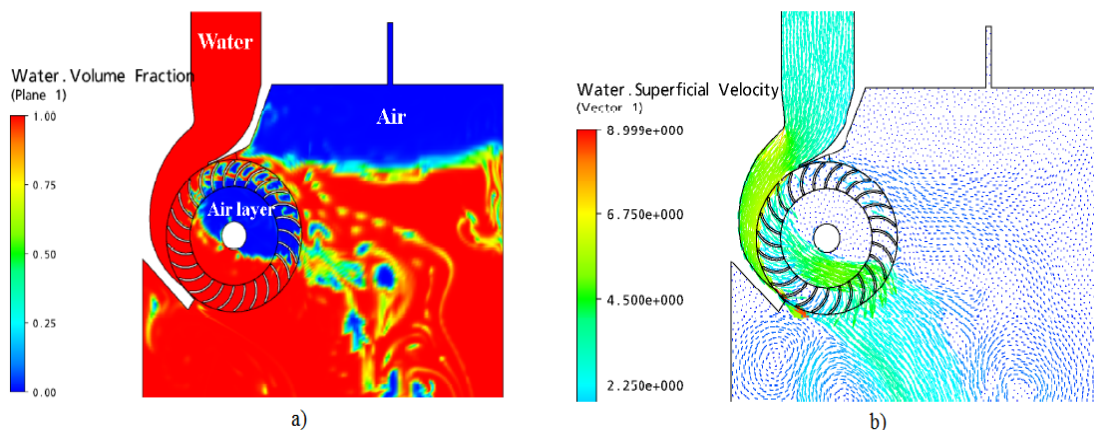 Water
Water.Volume Fraction
(Plane 1)
1.00
0.75
0.50
0.25
0.00
Air
Air layer
a)
Water.Superficial Velocity
(Vector 1)
8.999e+000
6.750e+000
4.500e+000
2.250e+000
b)